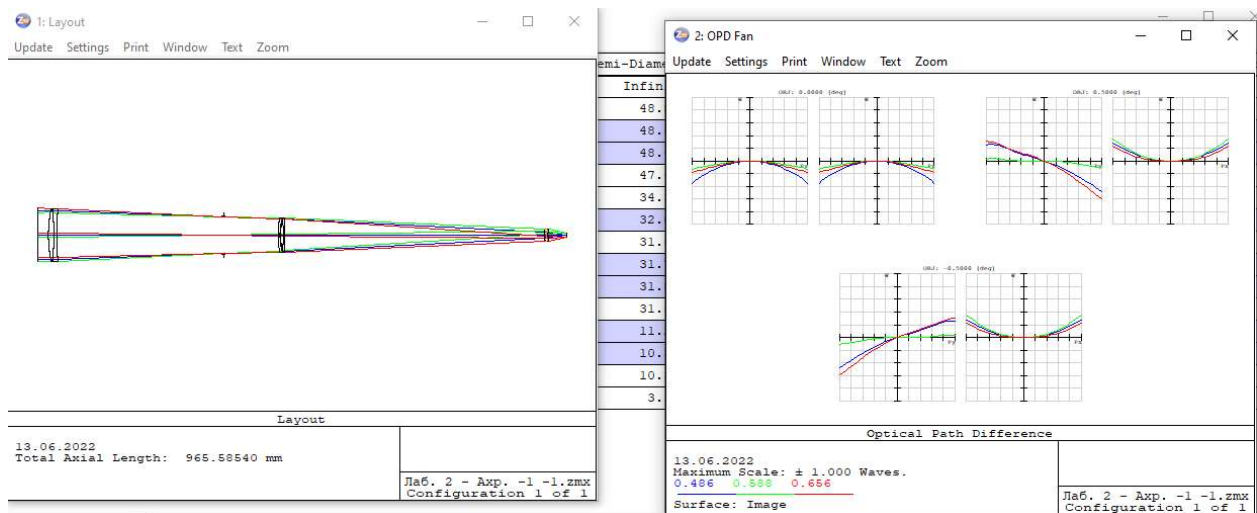 1: Layout
Update Settings Print Window Text Zoom
Layout
13.06.2022
Total Axial Length: 965.58540 mm
Лаб. 2 - Ахр. -1 -1.zmx
Configuration 1 of 1
emi-Diame
Infin
48.
48.
48.
47.
34.
32.
31.
31.
31.
31.
11.
10.
10.
3.
2: OPD Fan
Update Settings Print Window Text Zoom
OBJ: 0.0000 (deg)
OBJ: 0.5000 (deg)
OBJ: -0.5000 (deg)
Optical Path Difference
13.06.2022
Maximum Scale: ± 1.000 Waves.
0.486 0.588 0.656
Surface: Image
Лаб. 2 - Ахр. -1 -1.zmx
Configuration 1 of 1